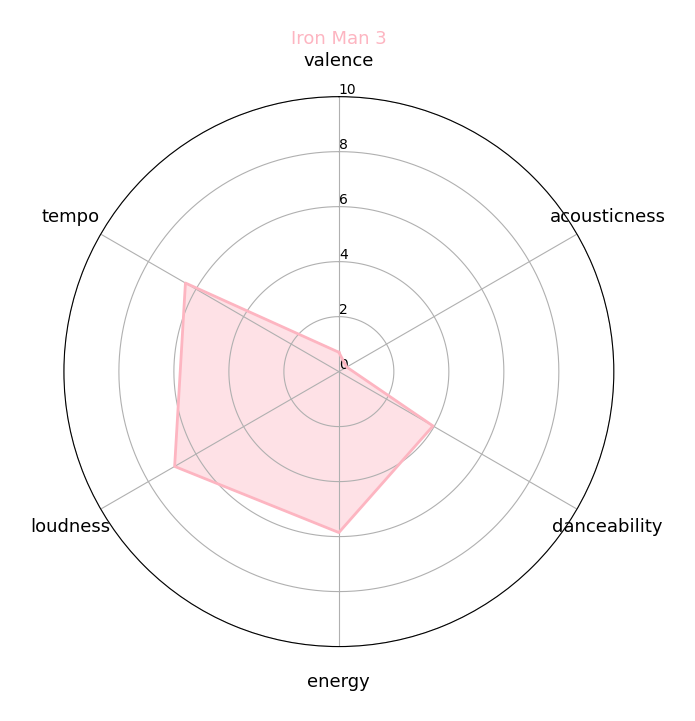 Iron Man 3
valence
10
8
6
4
2
0
tempo
acousticness
loudness
danceability
energy